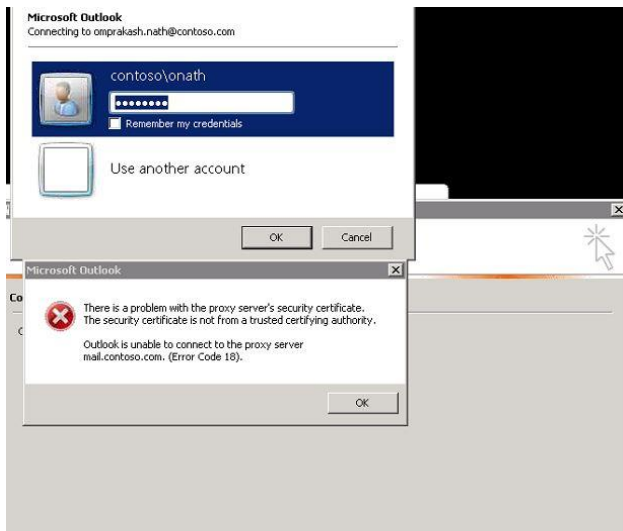 Microsoft Outlook
Connecting to omprakash.nath@contoso.com
contoso\onath
Remember my credentials
Use another account
OK
Cancel
Microsoft Outlook
There is a problem with the proxy server's security certificate.
The security certificate is not from a trusted certifying authority.
Outlook is unable to connect to the proxy server
mail.contoso.com. (Error Code 18).
OK
Co